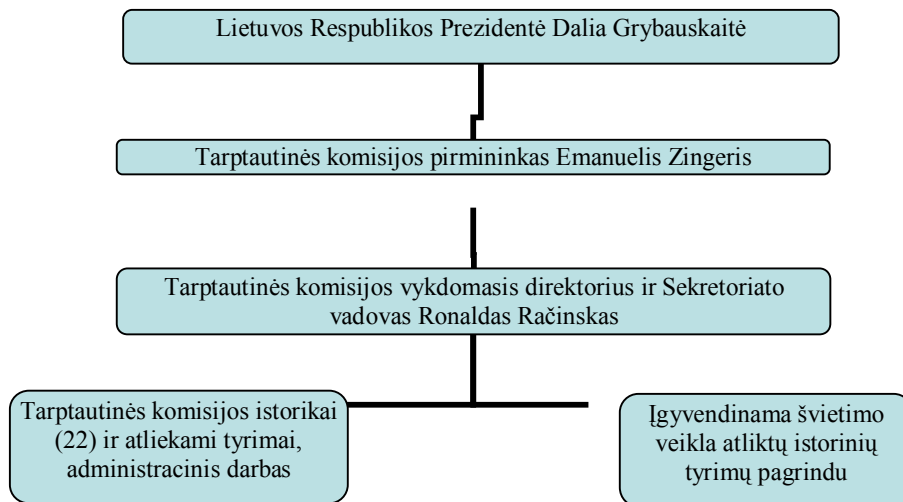 Lietuvos Respublikos Prezidentė Dalia Grybauskaitė
Tarptautinės komisijos pirmininkas Emanuelis Zingeris
Tarptautinės komisijos vykdomasis direktorius ir Sekretoriato
vadovas Ronaldas Račinskas
Tarptautinės komisijos istorikai
(22) ir atliekami tyrimai,
administracinis darbas
Įgyvendinama švietimo
veikla atliktų istorinių
tyrimų pagrindu